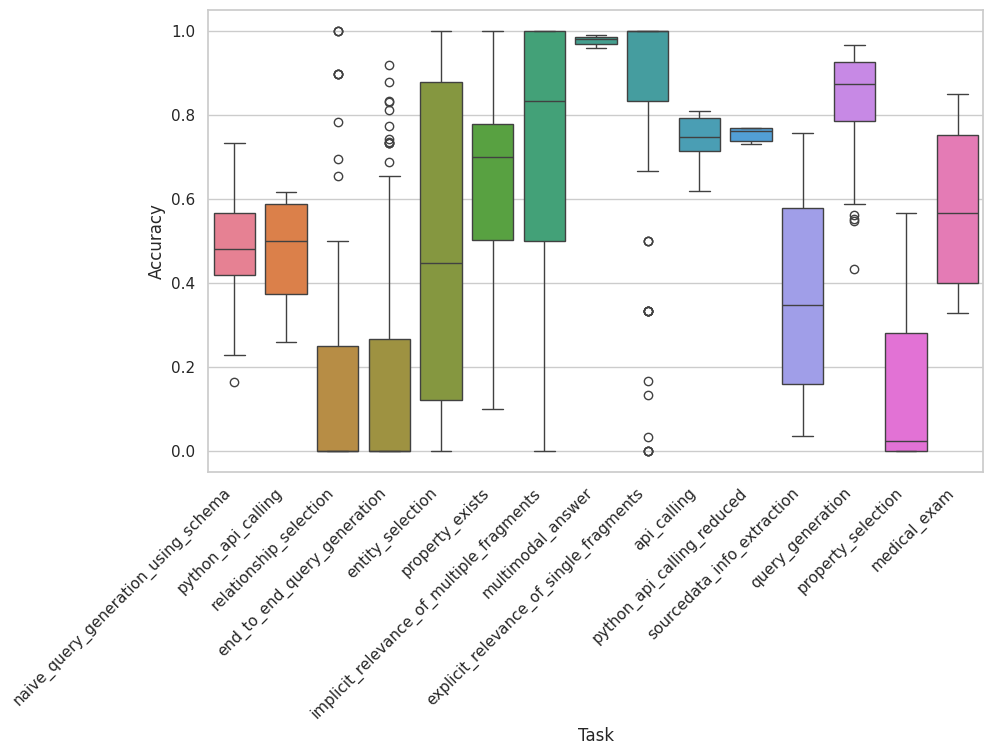 Accuracy
1.0
0.8
0.6
0.4
0.2
0.0
naive_query_generation_using_schema
python_api_calling
relationship_selection
end_to_end_query_generation
entity_selection
property_exists
implicit_relevance_of_multiple_fragments
multimodal_answer
explicit_relevance_of_single_fragments
api_calling
python_api_calling_reduced
sourcedata_info_extraction
query_generation
property_selection
medical_exam
Task